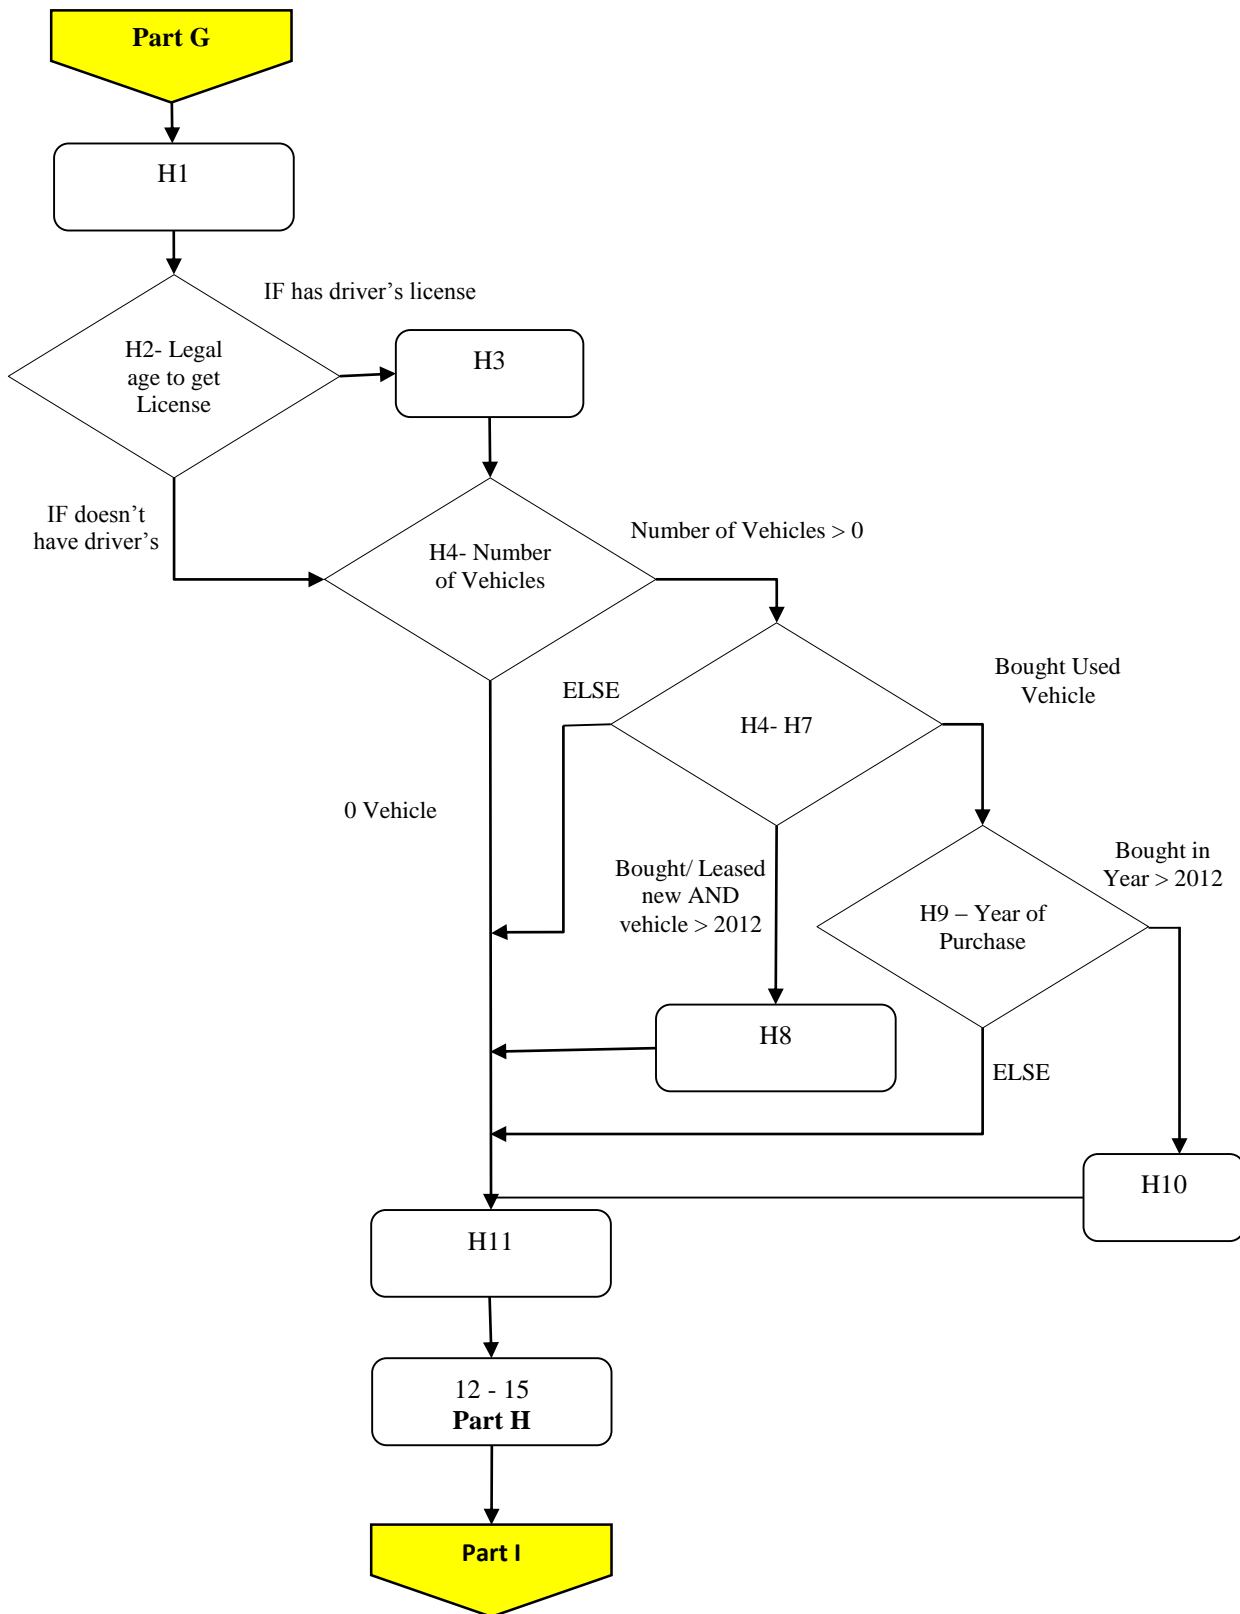 Part G
H1
IF has driver’s license
H2- Legal
age to get
License
H3
IF doesn’t
have driver’s
H4- Number
of Vehicles
Number of Vehicles > 0
ELSE
Bought Used
Vehicle
H4- H7
0 Vehicle
Bought/ Leased
new AND
vehicle > 2012
Bought in
Year > 2012
H9 – Year of
Purchase
H8
ELSE
H10
H11
12 - 15
Part H
Part I